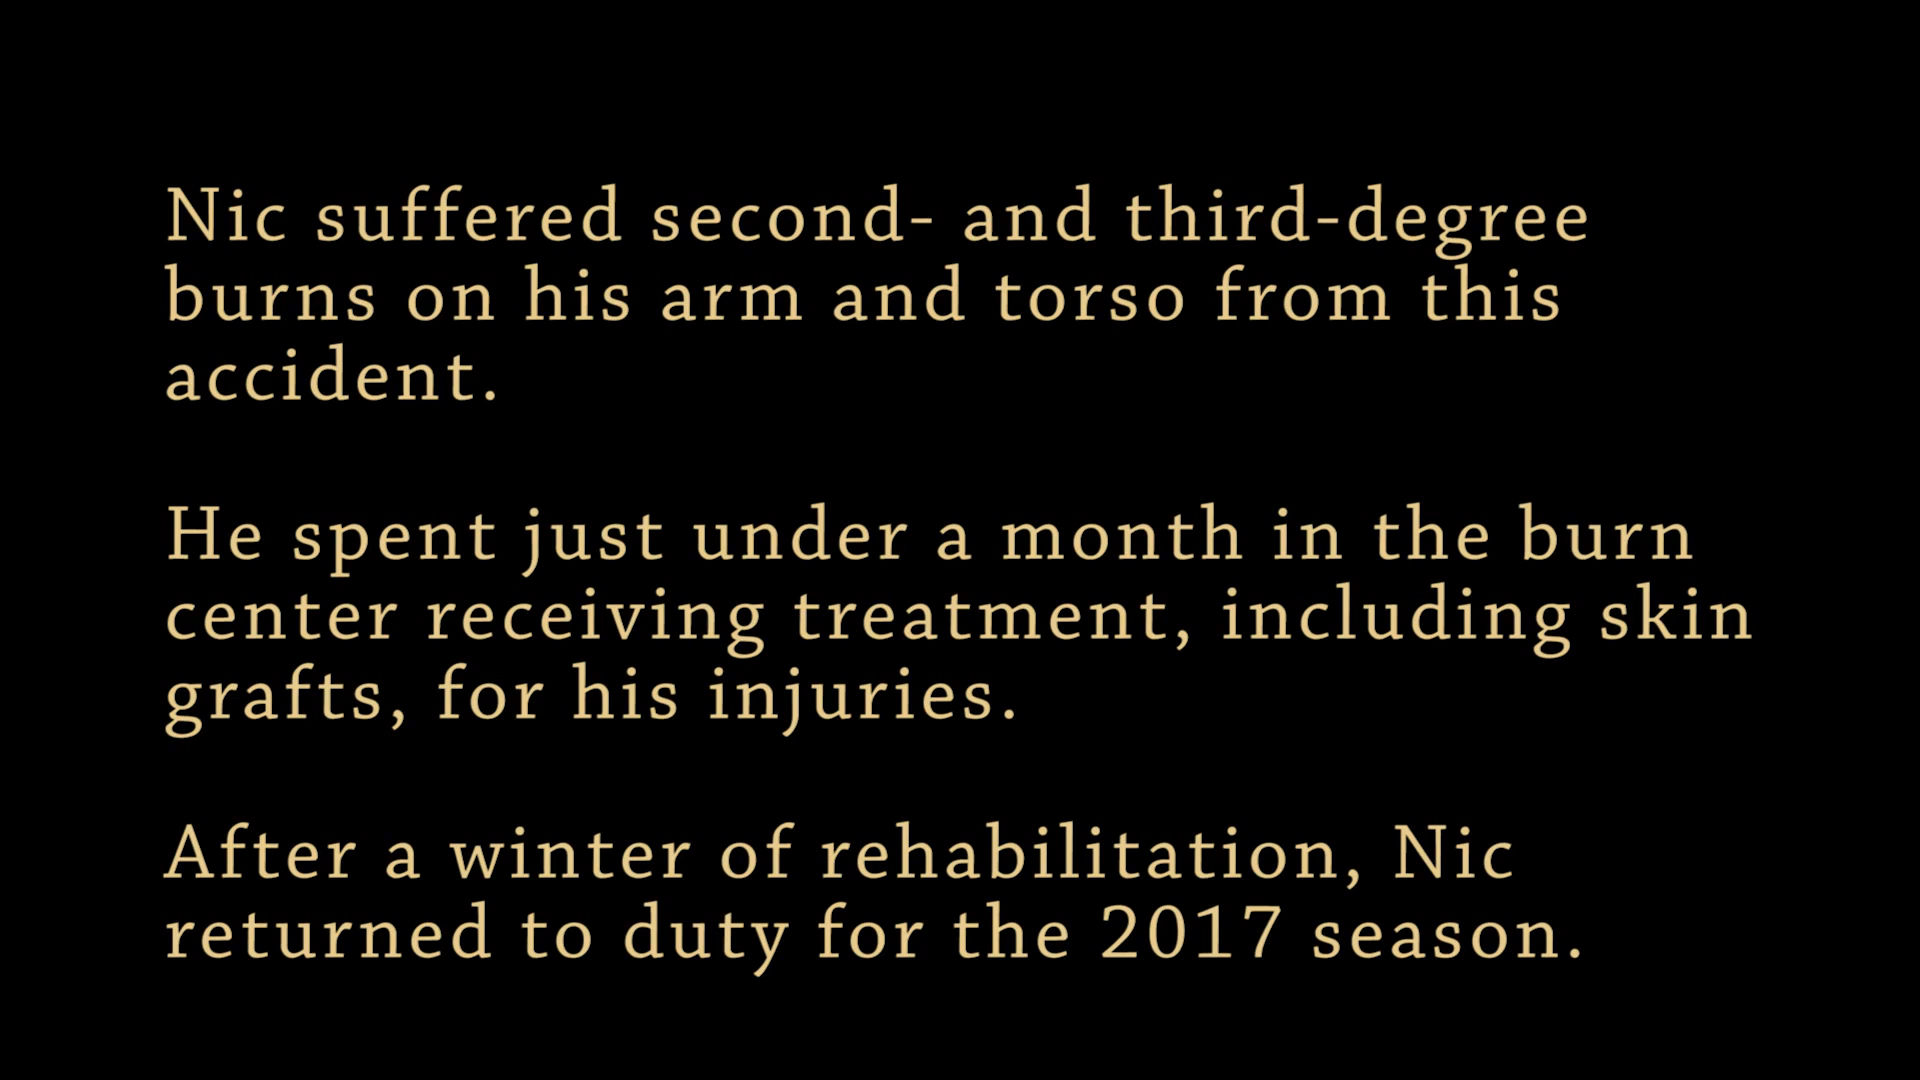 Nic suffered second- and third-degree
burns on his arm and torso from this
accident.
He spent just under a month in the burn
center receiving treatment, including skin
grafts, for his injuries.
After a winter of rehabilitation, Nic
returned to duty for the 2017 season.